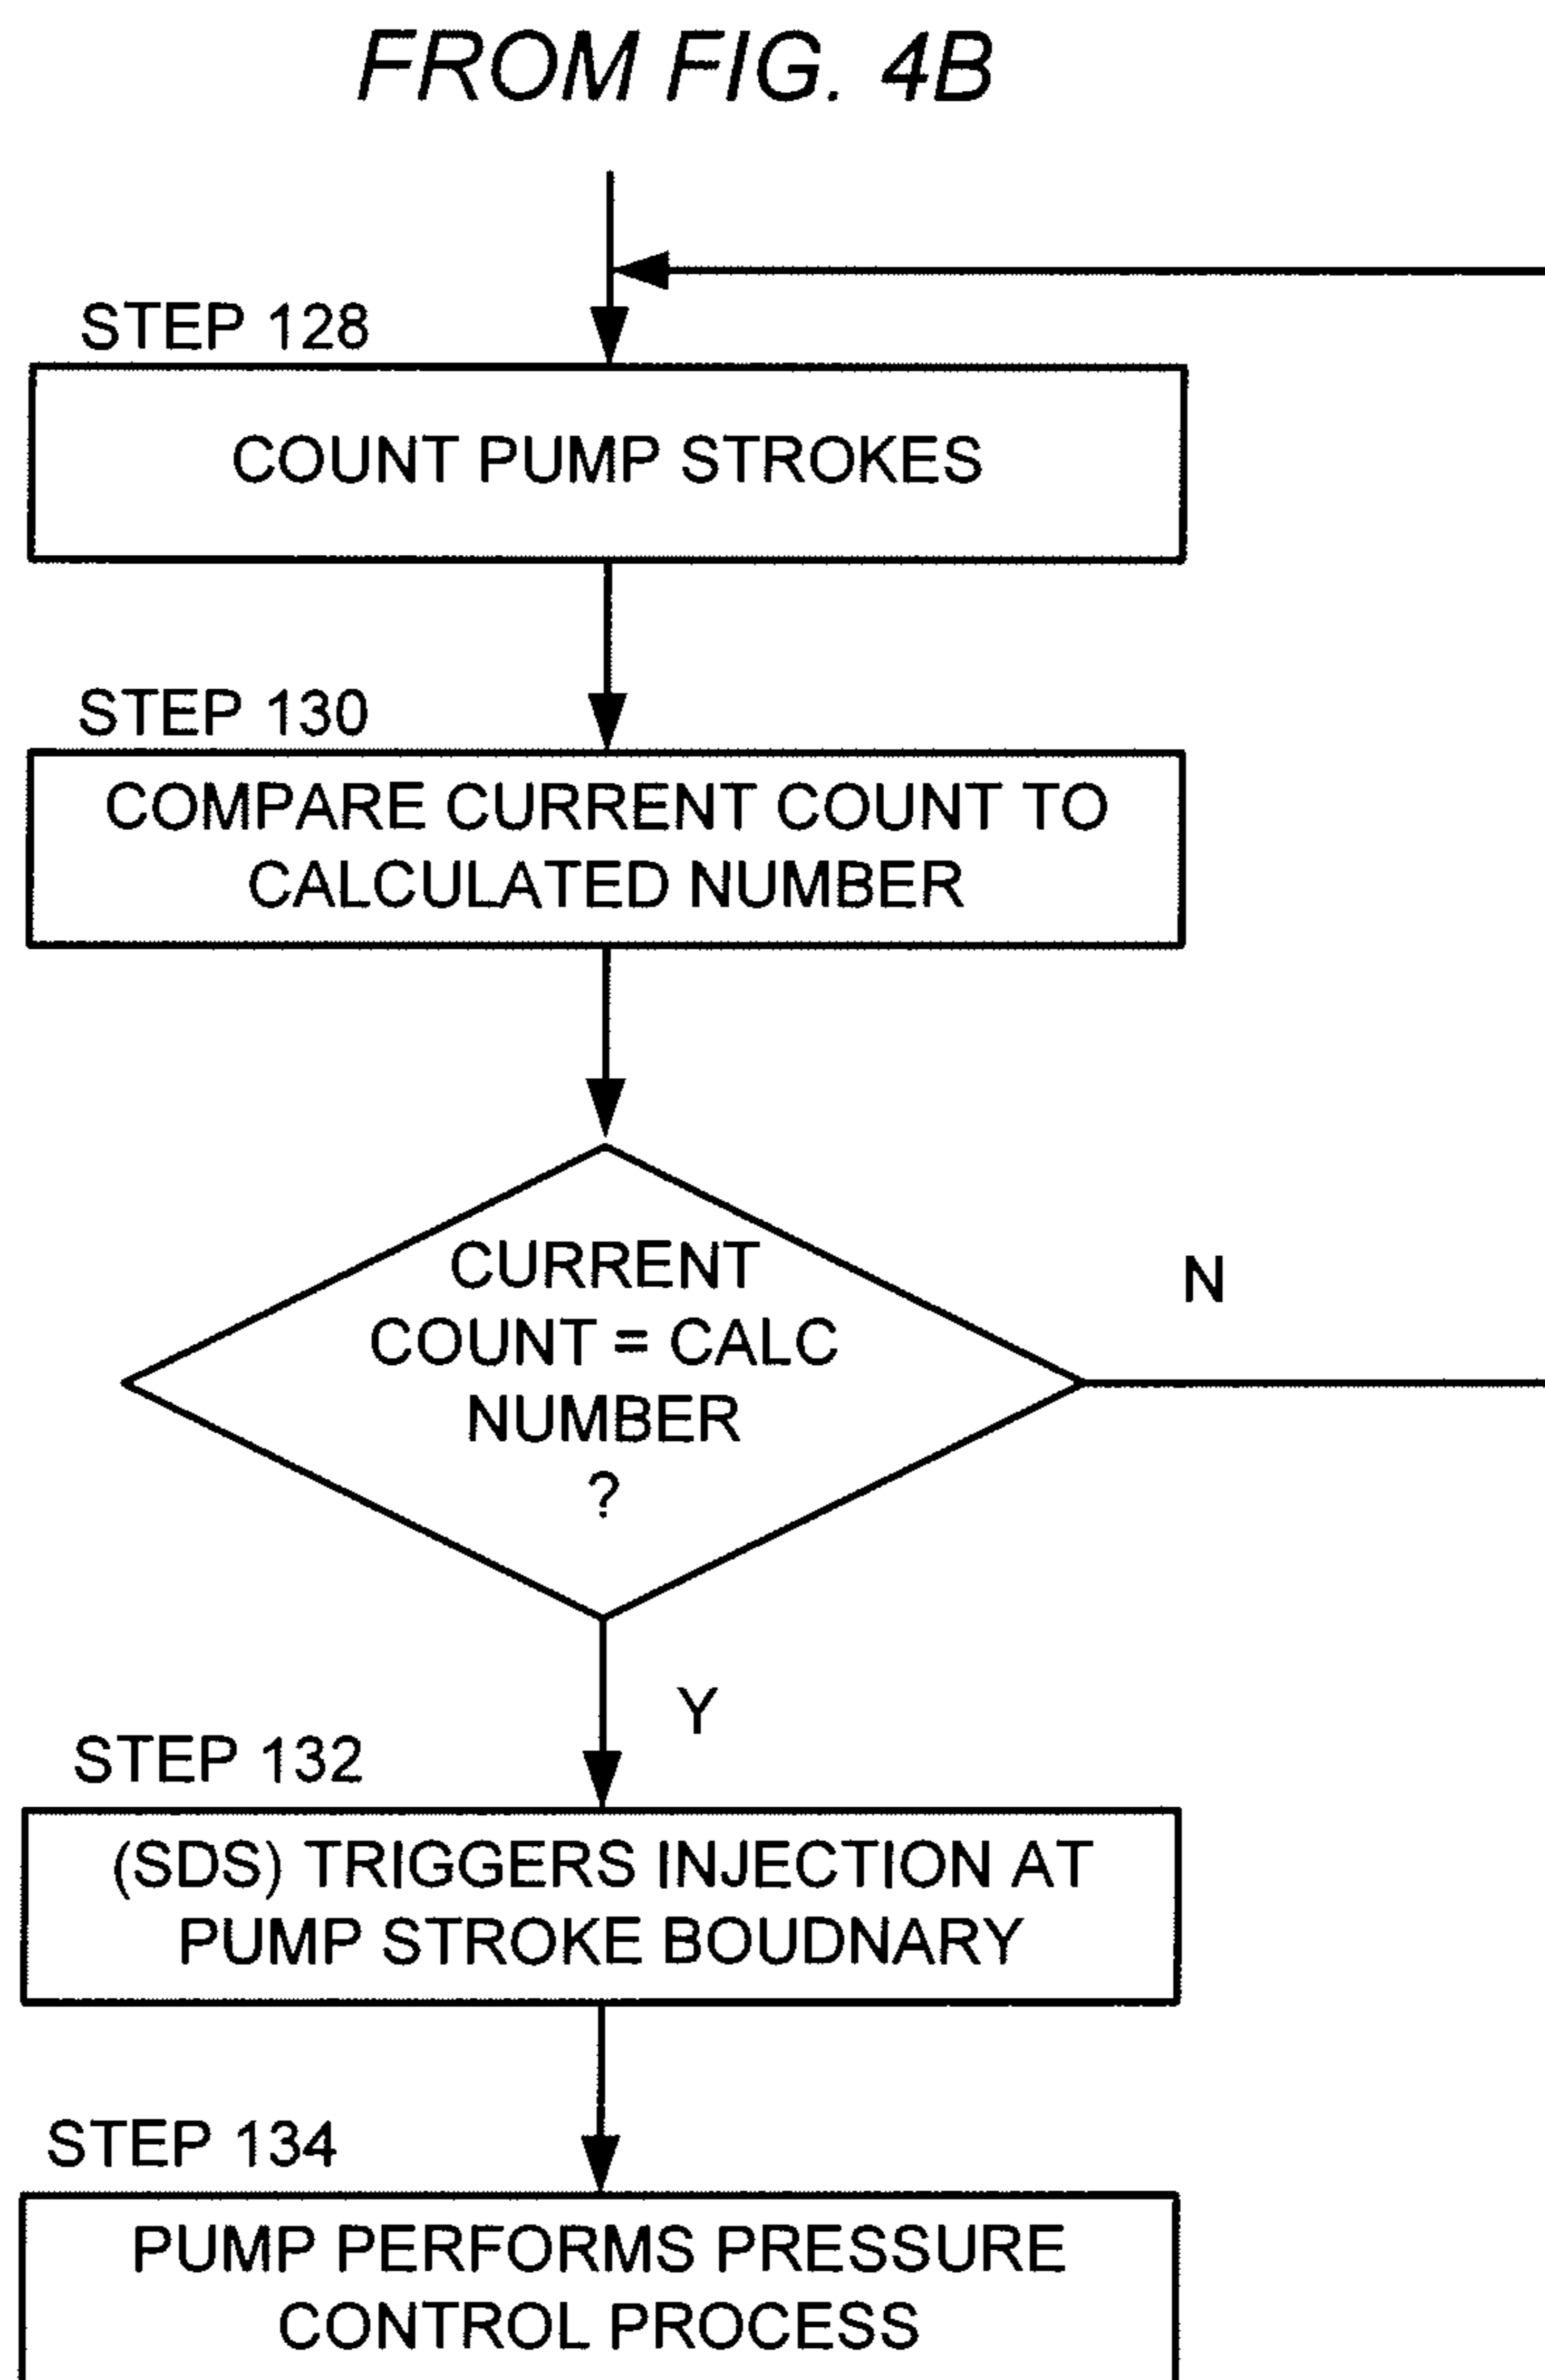 FROM FIG. 4B
STEP 128
COUNT PUMP STROKES
STEP 130
COMPARE CURRENT COUNT TO
CALCULATED NUMBER
CURRENT
COUNT = CALC
NUMBER
?
N
Y
STEP 132
(SDS) TRIGGERS INJECTION AT
PUMP STROKE BOUDNARY
STEP 134
PUMP PERFORMS PRESSURE
CONTROL PROCESS